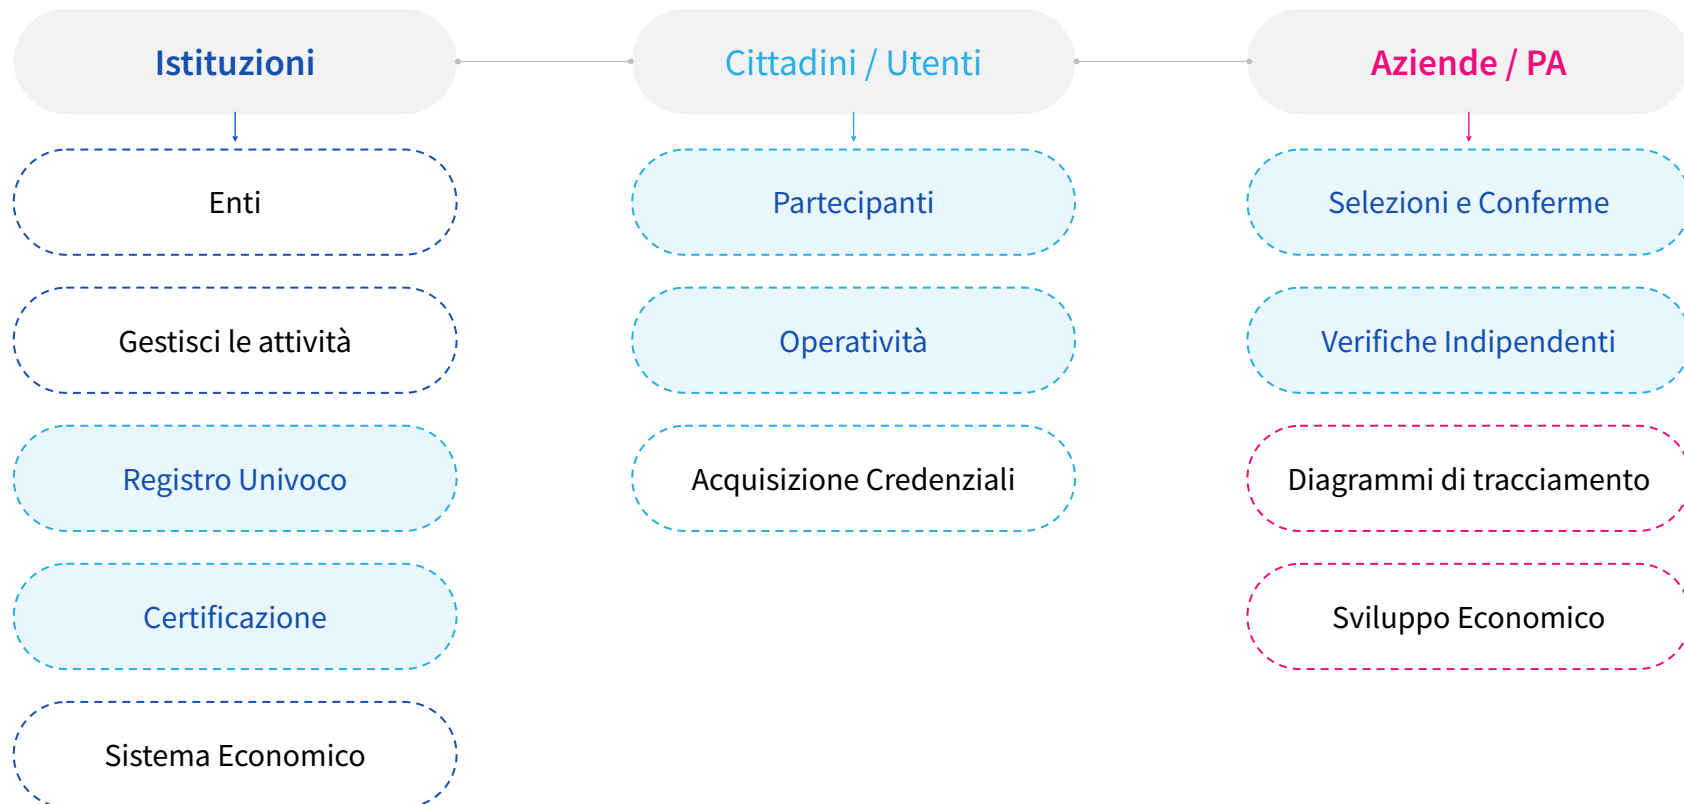 Istituzioni
Cittadini / Utenti
Aziende / PA
Enti
Partecipanti
Selezioni e Conferme
Gestisci le attività
Operatività
Verifiche Indipendenti
Registro Univoco
Acquisizione Credenziali
Diagrammi di tracciamento
Certificazione
Sviluppo Economico
Sistema Economico